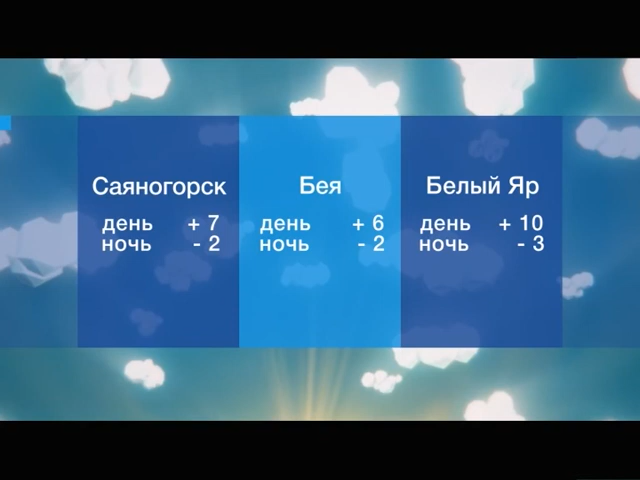 Саяногорск
день + 7
ночь - 2
Бея
день + 6
ночь - 2
Белый Яр
день + 10
ночь - 3